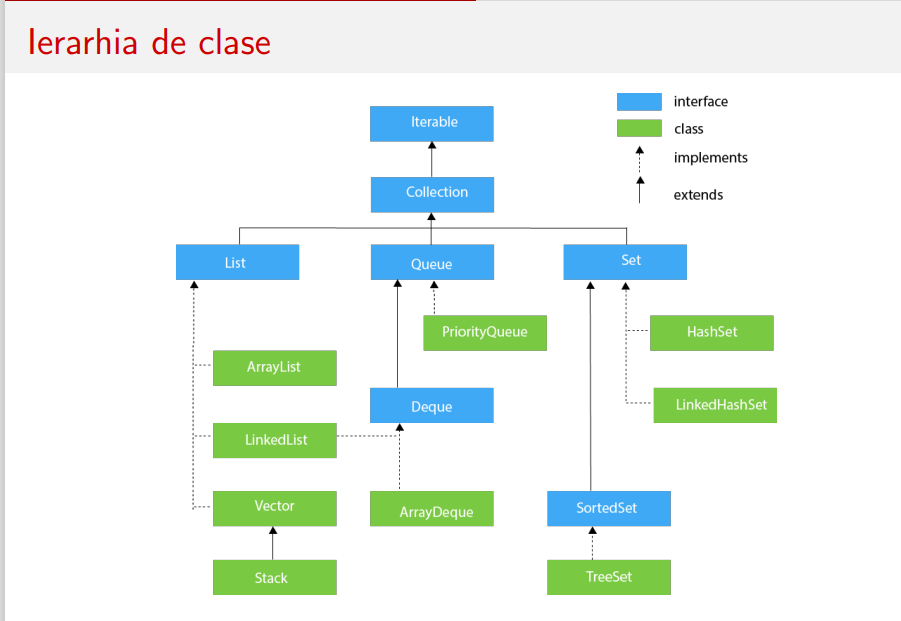 Ierarhia de clase
Iterable
interface
class
implements
extends
Collection
List
Queue
Set
PriorityQueue
HashSet
ArrayList
Deque
LinkedHashSet
LinkedList
Vector
ArrayDeque
SortedSet
Stack
TreeSet